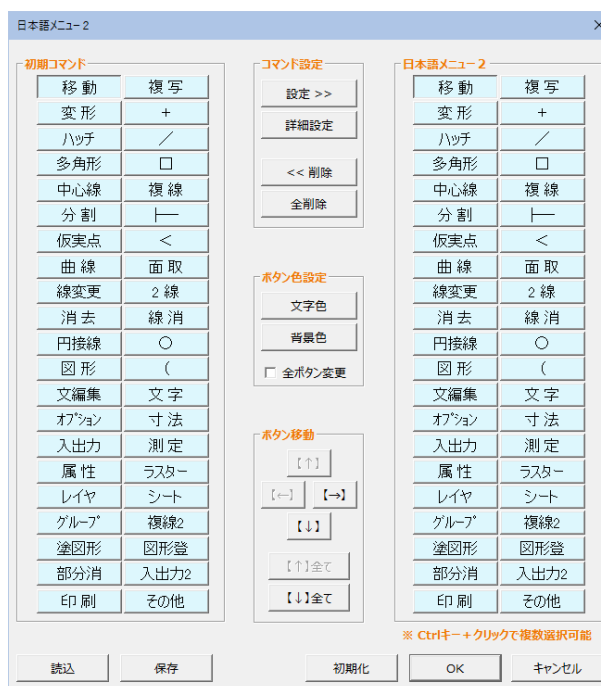 日本語メニュー2
×
初期コマンド
移 動 複 写
変 形 +
ハッチ ／
多角形 □
中心線 複 線
分 割 ├─
仮実点 ＜
曲 線 面 取
線変更 2 線
消 去 線 消
円接線 ○
図 形 (
文編集 文 字
オプション 寸 法
入出力 測 定
属 性 ラスター
レイヤ シート
グループ 複線2
塗図形 図形登
部分消 入出力2
印 刷 その他
コマンド設定
設定 >>
詳細設定
<< 削除
全削除
ボタン色設定
文字色
背景色
全ボタン変更
ボタン移動
【↑】
【←】 【→】
【↓】
【↑】全て
【↓】全て
日本語メニュー2
移 動 複 写
変 形 +
ハッチ ／
多角形 □
中心線 複 線
分 割 ├─
仮実点 ＜
曲 線 面 取
線変更 2 線
消 去 線 消
円接線 ○
図 形 (
文編集 文 字
オプション 寸 法
入出力 測 定
属 性 ラスター
レイヤ シート
グループ 複線2
塗図形 図形登
部分消 入出力2
印 刷 その他
※ Ctrlキー+クリックで複数選択可能
読込 保存 初期化 OK キャンセル